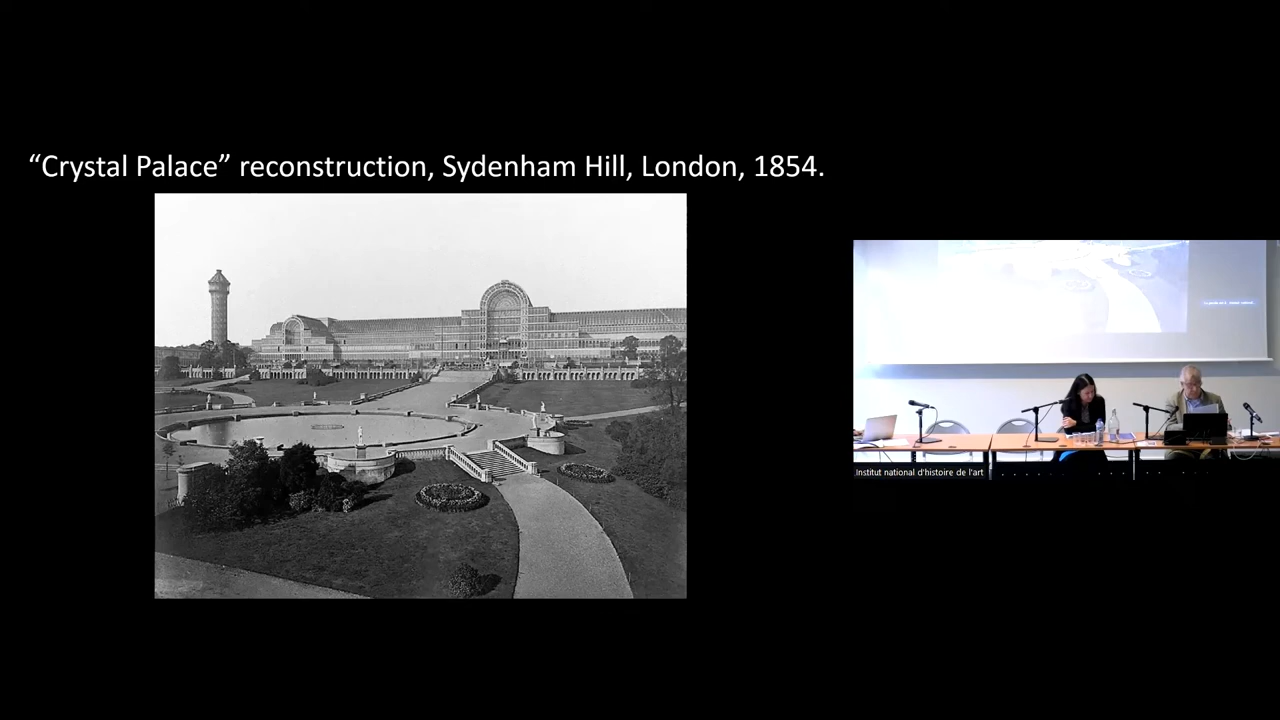 “Crystal Palace” reconstruction, Sydenham Hill, London, 1854.
Institut national d'histoire de l'art